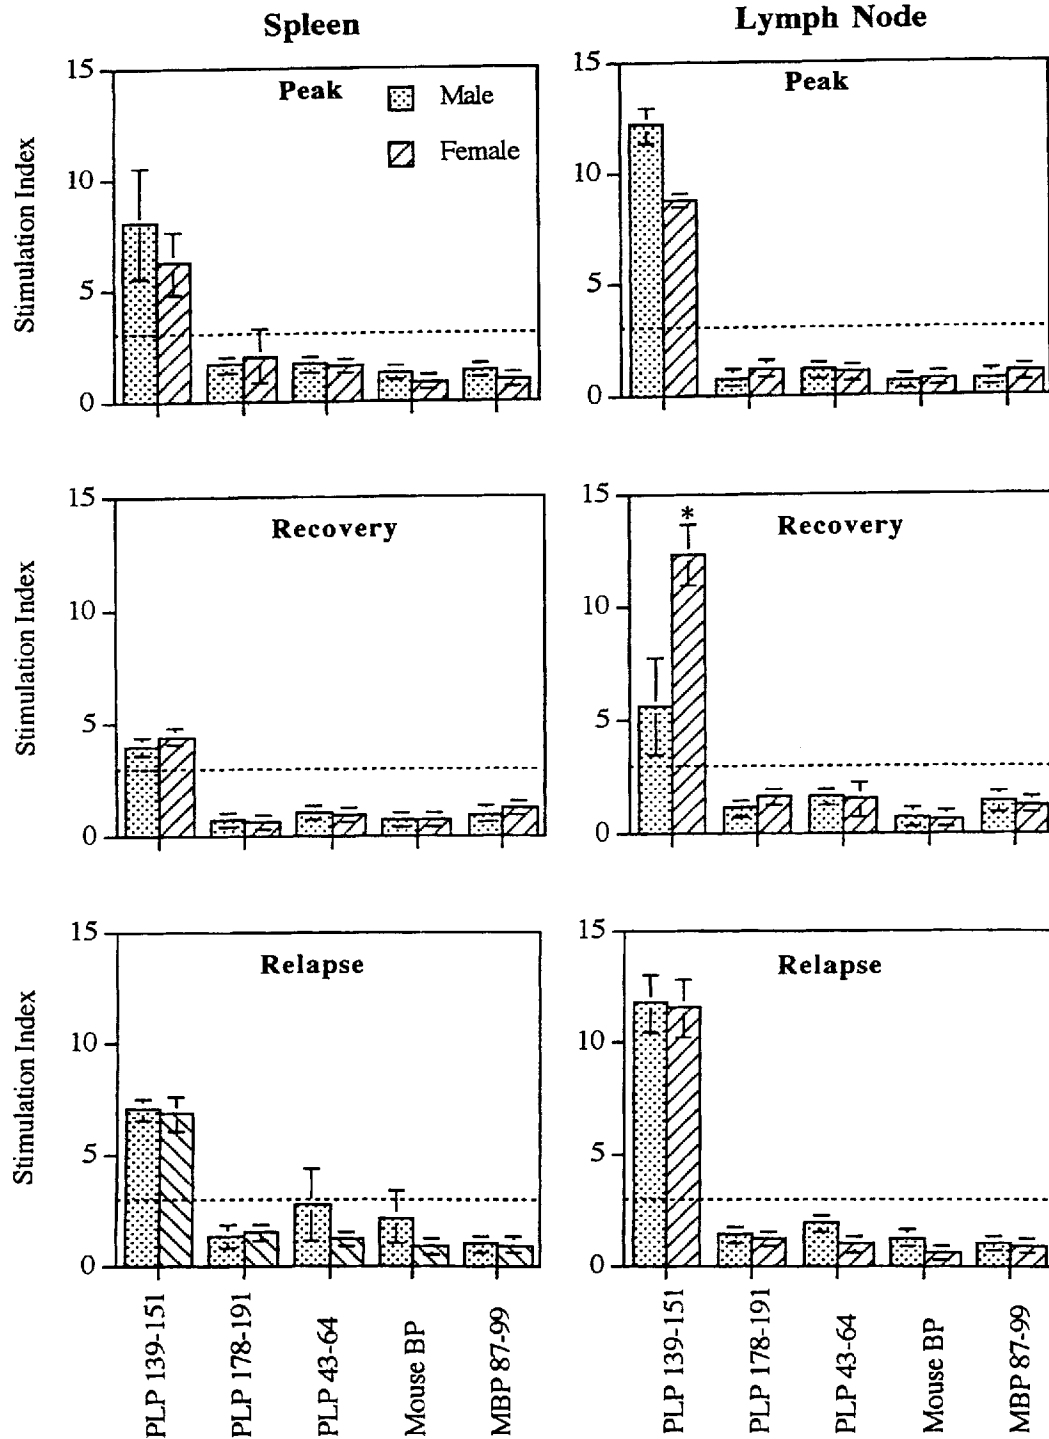 Spleen
Lymph Node
Stimulation Index
15
10
5
0
Peak
Male
Female
15
10
5
0
Peak
Stimulation Index
15
10
5
0
Recovery
15
10
5
0
*
Recovery
Stimulation Index
15
10
5
0
Relapse
15
10
5
0
Relapse
PLP 139-151
PLP 178-191
PLP 43-64
Mouse BP
MBP 87-99
PLP 139-151
PLP 178-191
PLP 43-64
Mouse BP
MBP 87-99